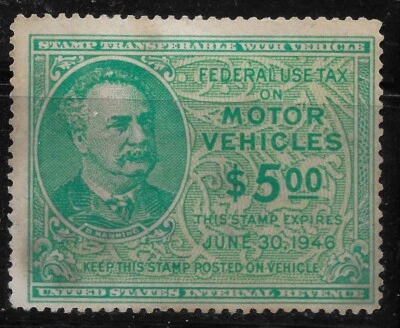 STAMP TRANSFERABLE WITH VEHICLE
FEDERAL USE TAX
ON
MOTOR
VEHICLES
$5.00
THIS STAMP EXPIRES
JUNE 30, 1946
D. MANNING
KEEP THIS STAMP POSTED ON VEHICLE
UNITED STATES INTERNAL REVENUE